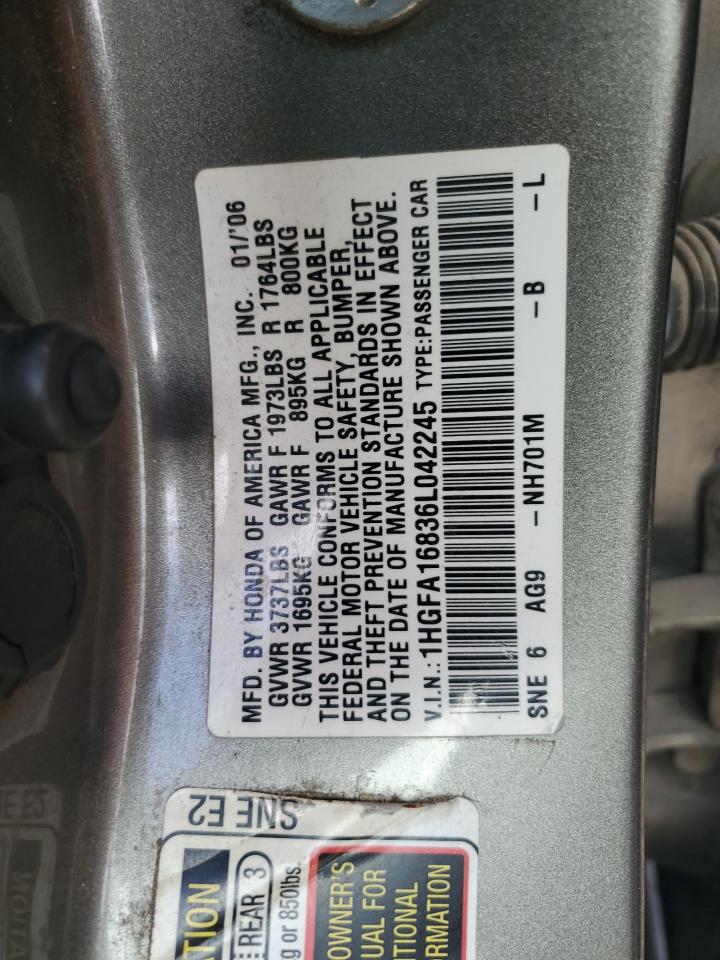 MFD. BY HONDA OF AMERICA MFG., INC. 01/'06
GVWR 3737LBS GAWR F 1973LBS R 1764LBS
GVWR 1695KG GAWR F 895KG R 800KG
THIS VEHICLE CONFORMS TO ALL APPLICABLE
FEDERAL MOTOR VEHICLE SAFETY, BUMPER,
AND THEFT PREVENTION STANDARDS IN EFFECT
ON THE DATE OF MANUFACTURE SHOWN ABOVE.
V.I.N.: 1HGFA16836L042245 TYPE:PASSENGER CAR
SNE 6 AG9 -NH701M -B -L
SNE E2
REAR 3
g or 850lbs.
OWNER'S
FOR